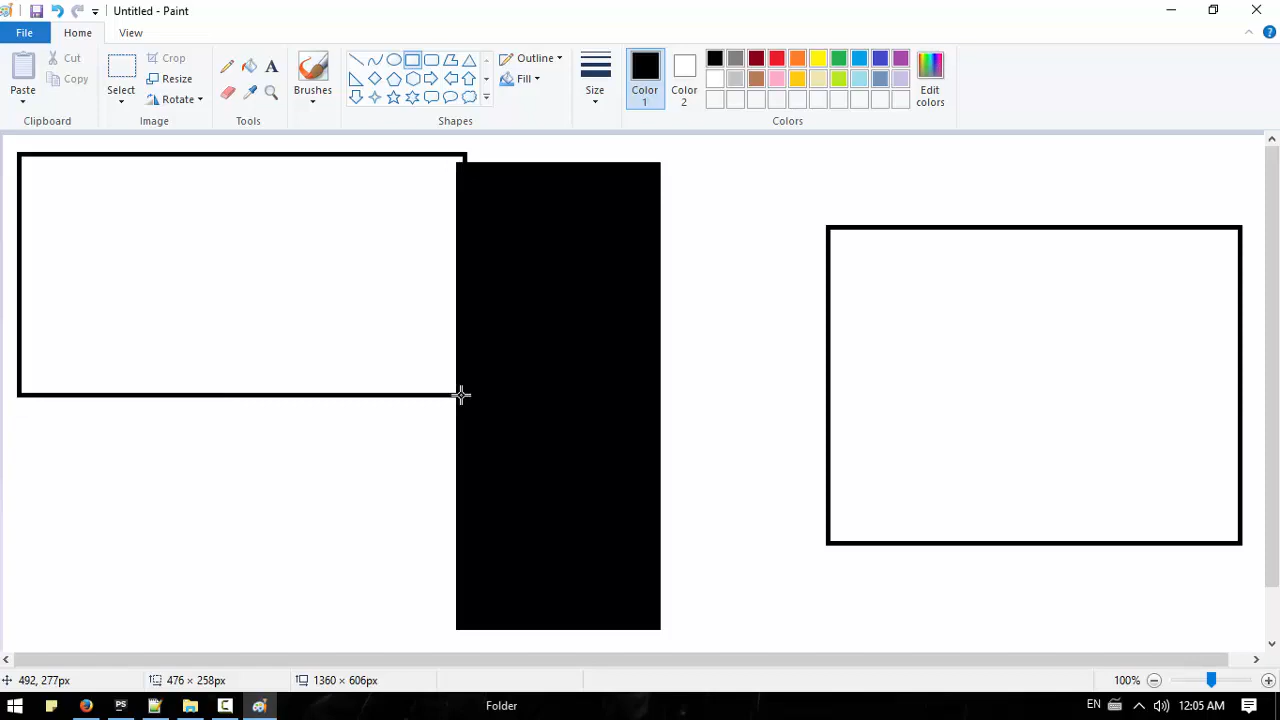 Untitled - Paint
File Home View
Paste
Cut
Copy
Clipboard
Select
Crop
Resize
Rotate
Image
A
Tools
Brushes
Outline
Fill
Shapes
Size
Color 1
Color 2
Edit colors
Colors
492, 277px 476 × 258px 1360 × 606px 100%
PS Folder EN 12:05 AM